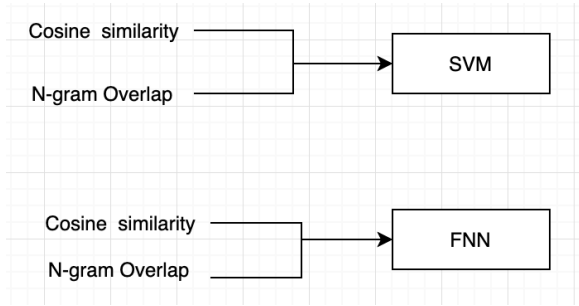 Cosine similarity
SVM
N-gram Overlap
Cosine similarity
FNN
N-gram Overlap